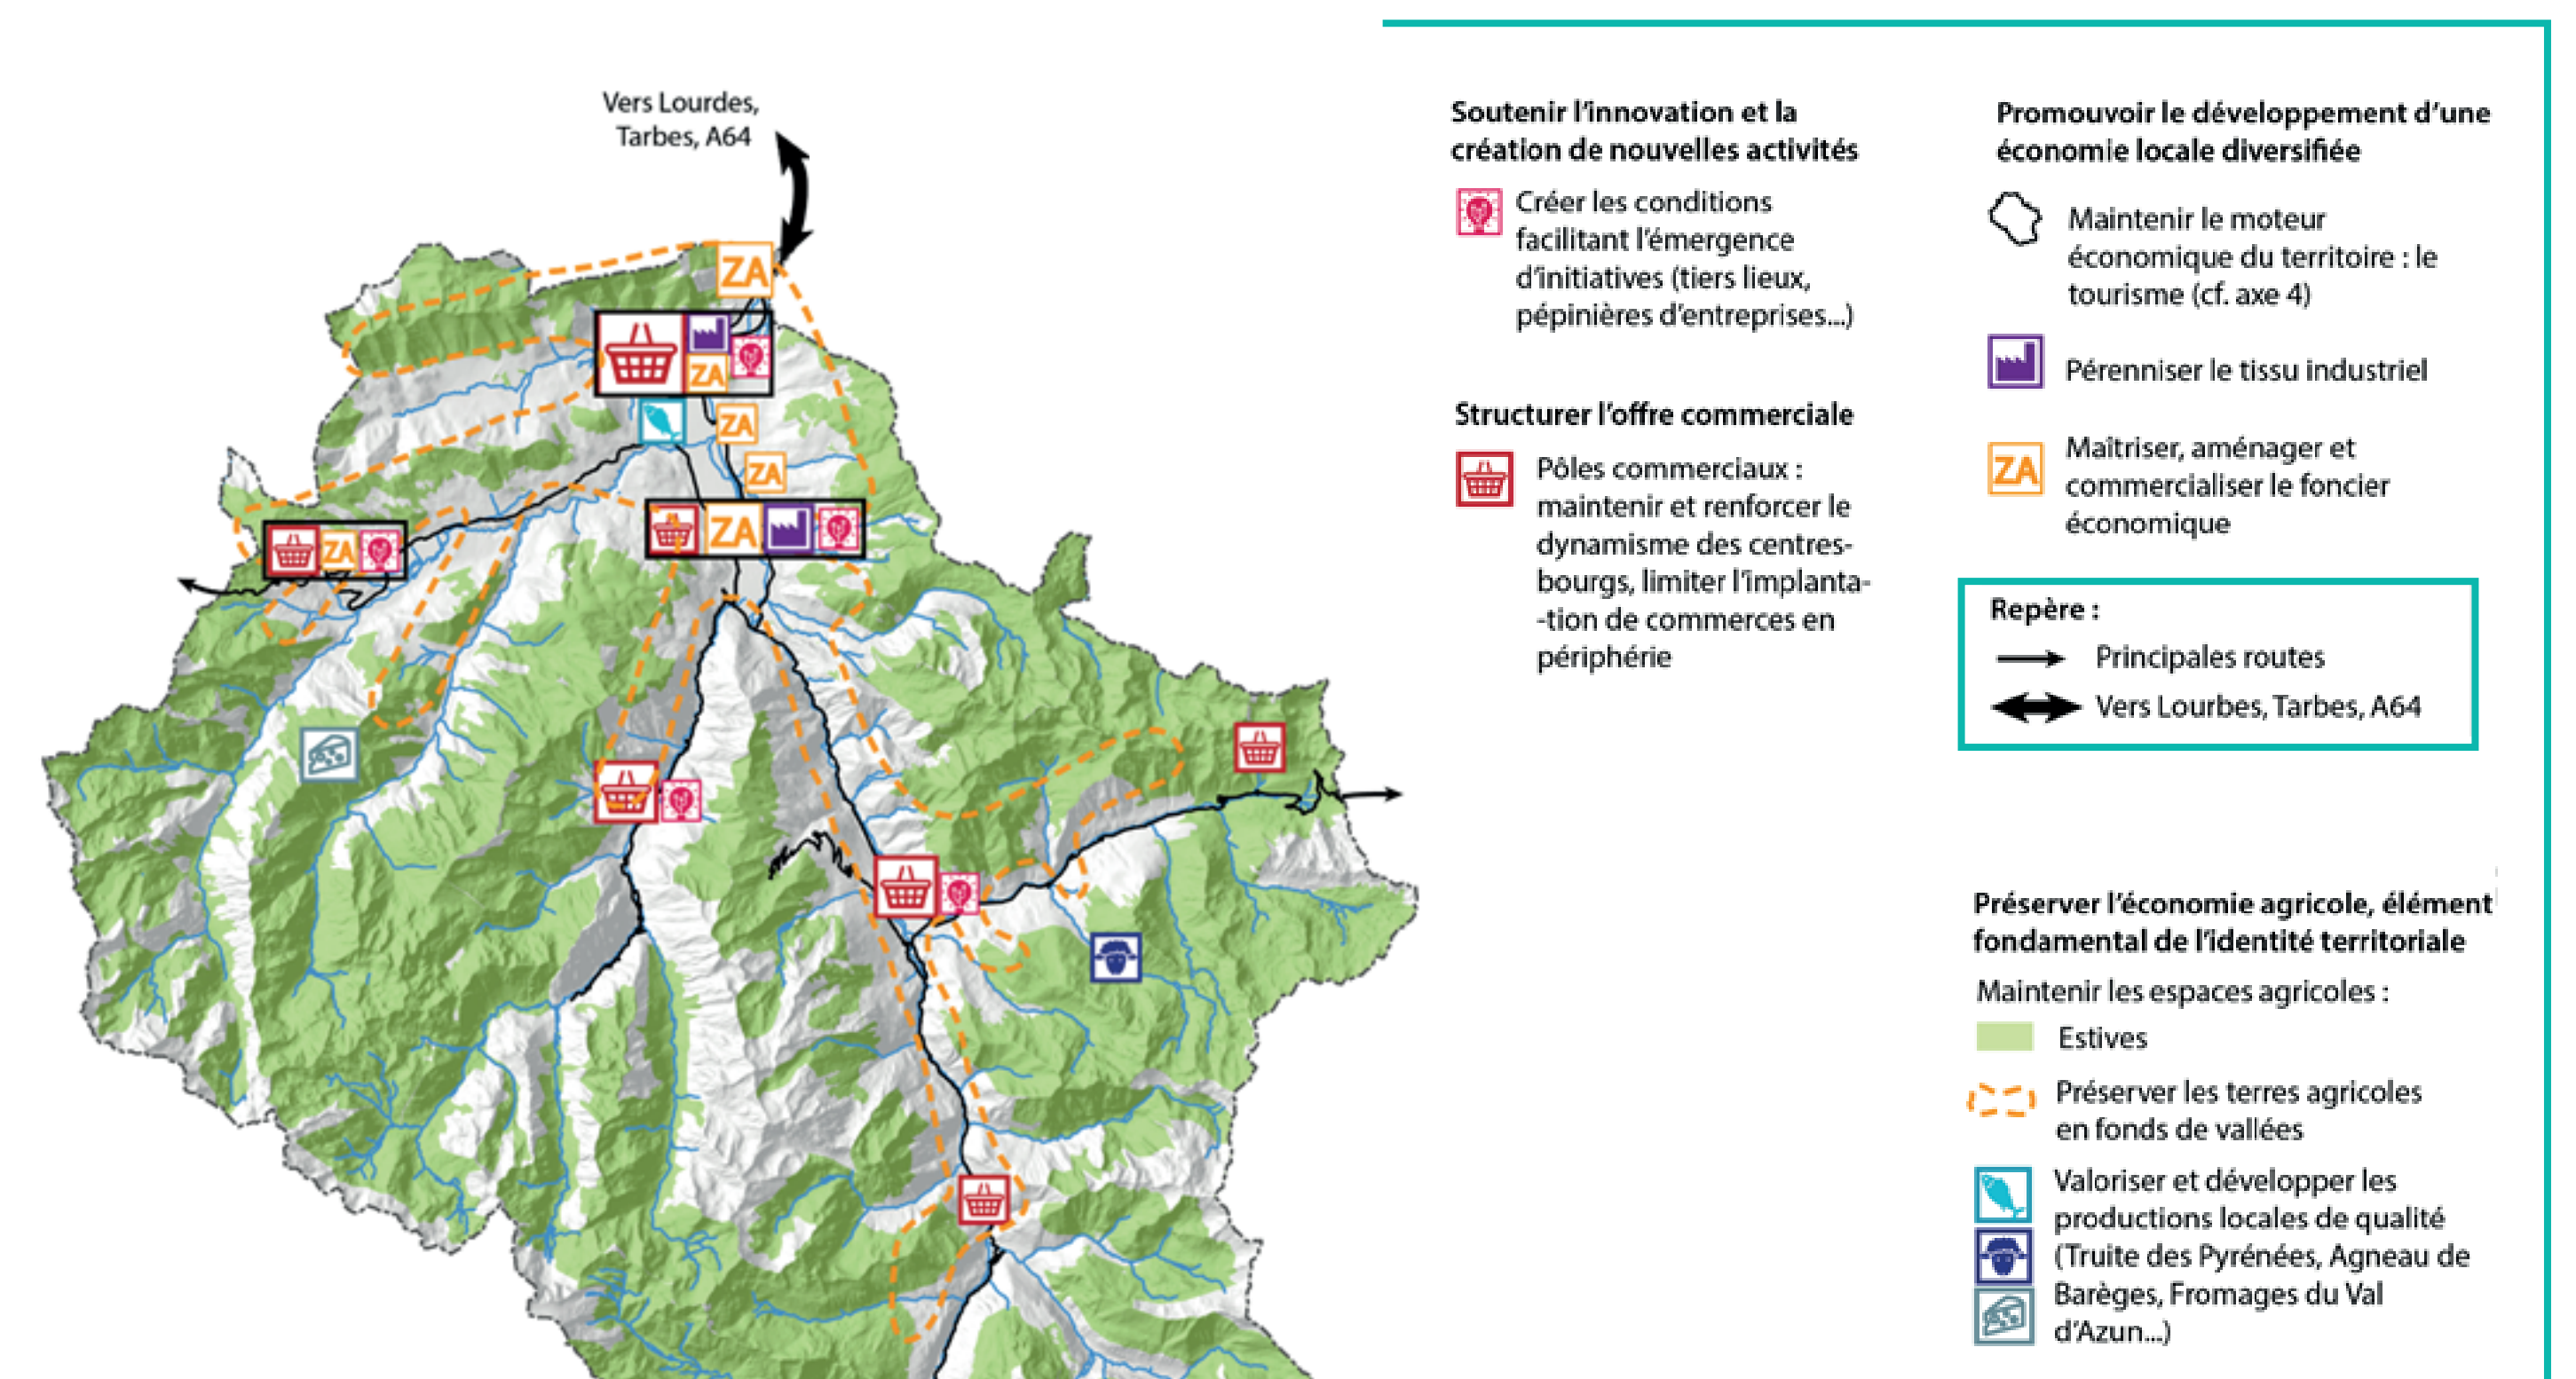 Vers Lourdes,
Tarbes, A64
ZA
ZA
ZA
ZA
ZA
ZA
Soutenir l'innovation et la
création de nouvelles activités
Créer les conditions
facilitant l'émergence
d'initiatives (tiers lieux,
pépinières d'entreprises...)
Structurer l'offre commerciale
Pôles commerciaux :
maintenir et renforcer le
dynamisme des centres-
bourgs, limiter l'implanta-
-tion de commerces en
périphérie
Promouvoir le développement d'une
économie locale diversifiée
Maintenir le moteur
économique du territoire : le
tourisme (cf. axe 4)
Pérenniser le tissu industriel
ZA
Maîtriser, aménager et
commercialiser le foncier
économique
Repère :
Principales routes
Vers Lourbes, Tarbes, A64
Préserver l'économie agricole, élément
fondamental de l'identité territoriale
Maintenir les espaces agricoles :
Estives
Préserver les terres agricoles
en fonds de vallées
Valoriser et développer les
productions locales de qualité
(Truite des Pyrénées, Agneau de
Barèges, Fromages du Val
d'Azun...)